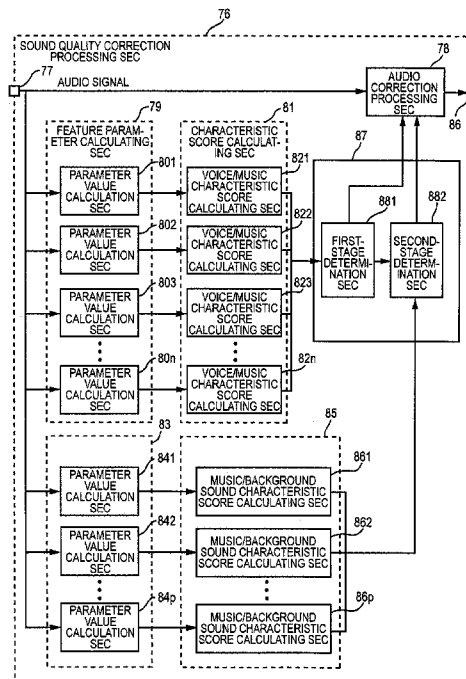 76
SOUND QUALITY CORRECTION
PROCESSING SEC
77
AUDIO SIGNAL
78
AUDIO
CORRECTION
PROCESSING
SEC
86
79
FEATURE PARAM-
ETER CALCULATING
SEC
81
CHARACTERISTIC
SCORE CALCULAT-
ING SEC
801
PARAMETER
VALUE
CALCULATION
SEC
821
VOICE/MUSIC
CHARACTERISTIC
SCORE
CALCULATING SEC
802
PARAMETER
VALUE
CALCULATION
SEC
822
VOICE/MUSIC
CHARACTERISTIC
SCORE
CALCULATING SEC
803
PARAMETER
VALUE
CALCULATION
SEC
823
VOICE/MUSIC
CHARACTERISTIC
SCORE
CALCULATING SEC
80n
PARAMETER
VALUE
CALCULATION
SEC
82n
VOICE/MUSIC
CHARACTERISTIC
SCORE
CALCULATING SEC
87
881
FIRST-
STAGE
DETERMINATION
SEC
882
SECOND-
STAGE
DETERM-
INATION
SEC
83
841
PARAMETER
VALUE
CALCULATION
SEC
842
PARAMETER
VALUE
CALCULATION
SEC
84p
PARAMETER
VALUE
CALCULATION
SEC
85
861
MUSIC/BACKGROUND
SOUND CHARACTERISTIC
SCORE CALCULATING SEC
862
MUSIC/BACKGROUND
SOUND CHARACTERISTIC
SCORE CALCULATING SEC
86p
MUSIC/BACKGROUND
SOUND CHARACTERISTIC
SCORE CALCULATING SEC